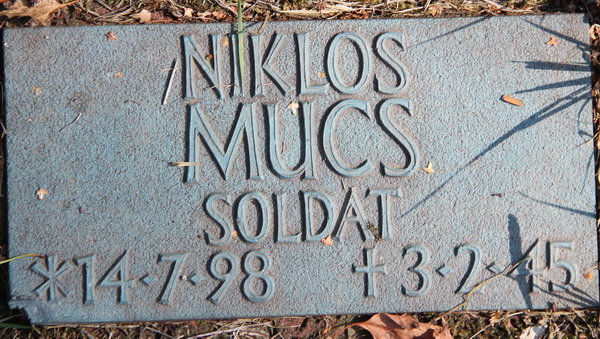 NIKLOS
MUCS
SOLDAT
*14·7·98 †3·2·45